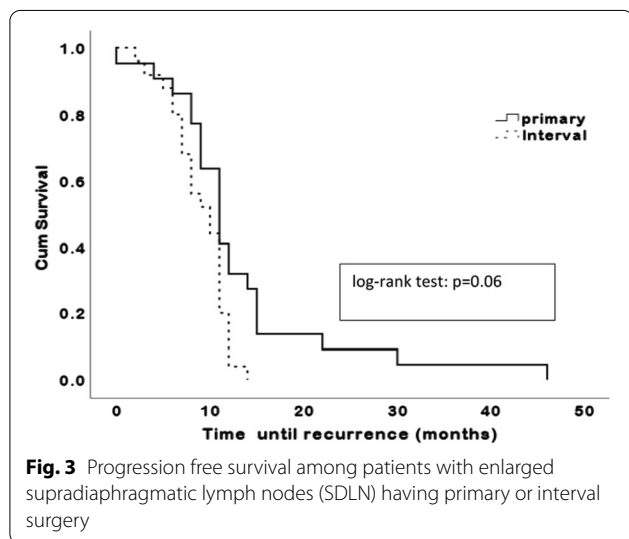 1.0
0.8
0.6
0.4
0.2
0.0
Cum Survival
primary
Interval
log-rank test: p=0.06
0 10 20 30 40 50
Time until recurrence (months)
Fig. 3 Progression free survival among patients with enlarged
supradiaphragmatic lymph nodes (SDLN) having primary or interval
surgery